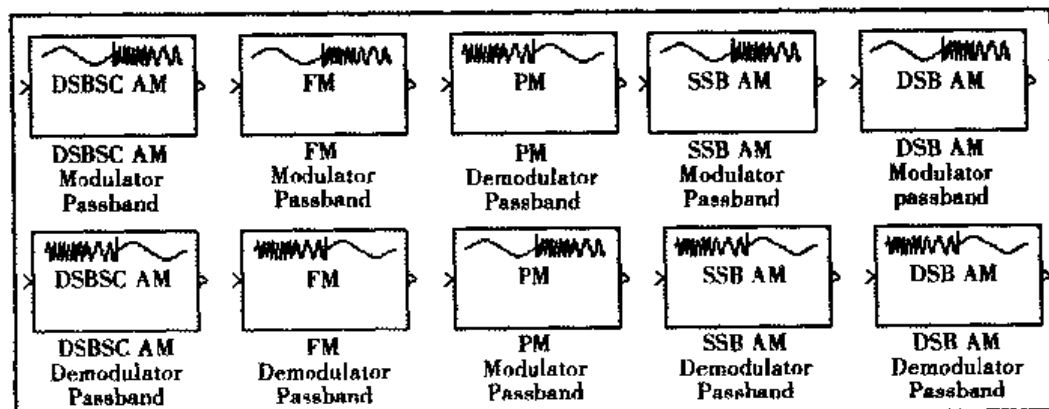 DSBSC AM
FM
PM
SSB AM
DSB AM
DSBSC AM
Modulator
Passband
FM
Modulator
Passband
PM
Demodulator
Passband
SSB AM
Modulator
Passband
DSB AM
Modulator
passband
DSBSC AM
FM
PM
SSB AM
DSB AM
DSBSC AM
Demodulator
Passband
FM
Demodulator
Passband
PM
Modulator
Passband
SSB AM
Demodulator
Passband
DSB AM
Demodulator
Passband